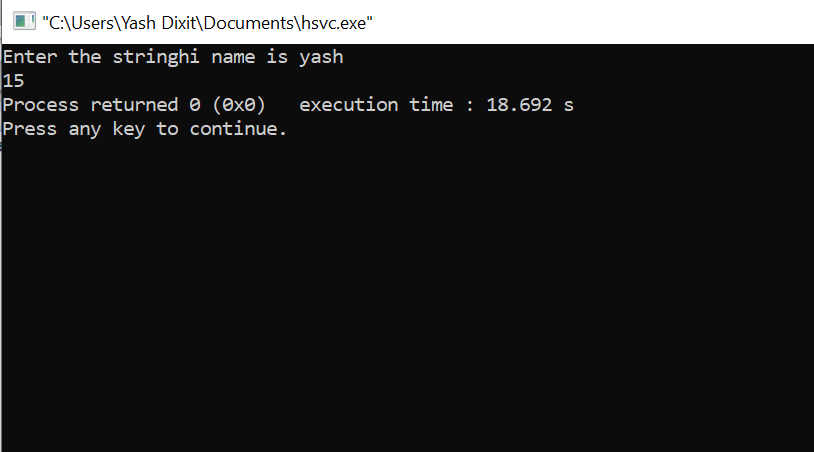 "C:\Users\Yash Dixit\Documents\hsvc.exe"
Enter the stringhi name is yash
15
Process returned 0 (0x0)   execution time : 18.692 s
Press any key to continue.